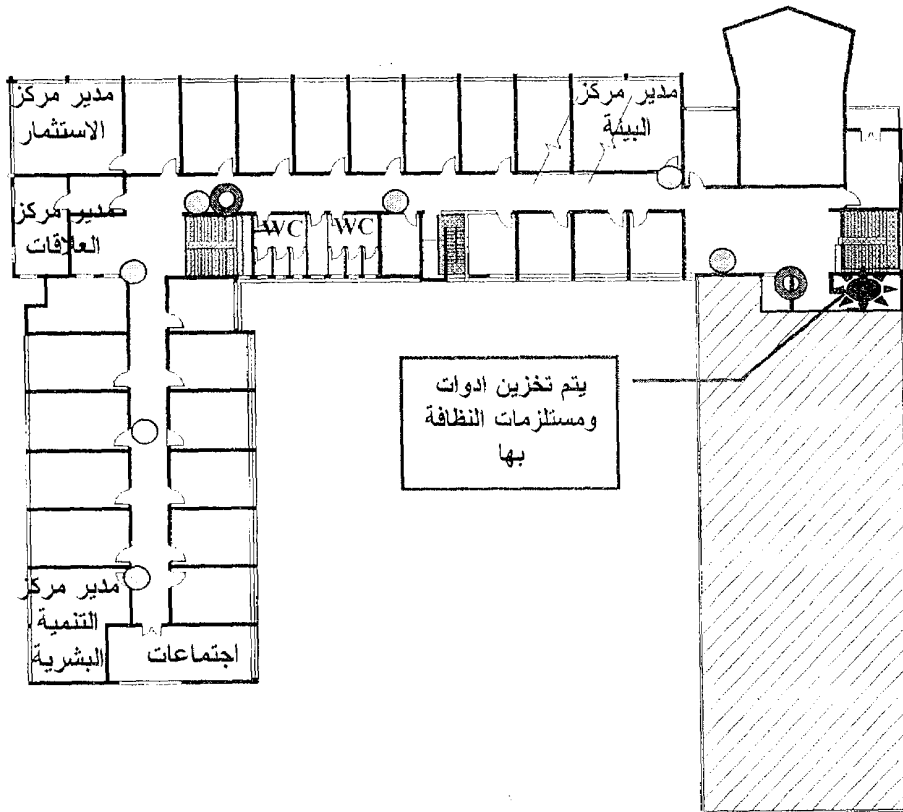 مدير مركز
الاستثمار
مدير مركز
البيئة
مدير مركز
العلاقات
WC
WC
يتم تخزين ادوات
ومستلزمات النظافة
بها
مدير مركز
التنمية
البشرية
اجتماعات